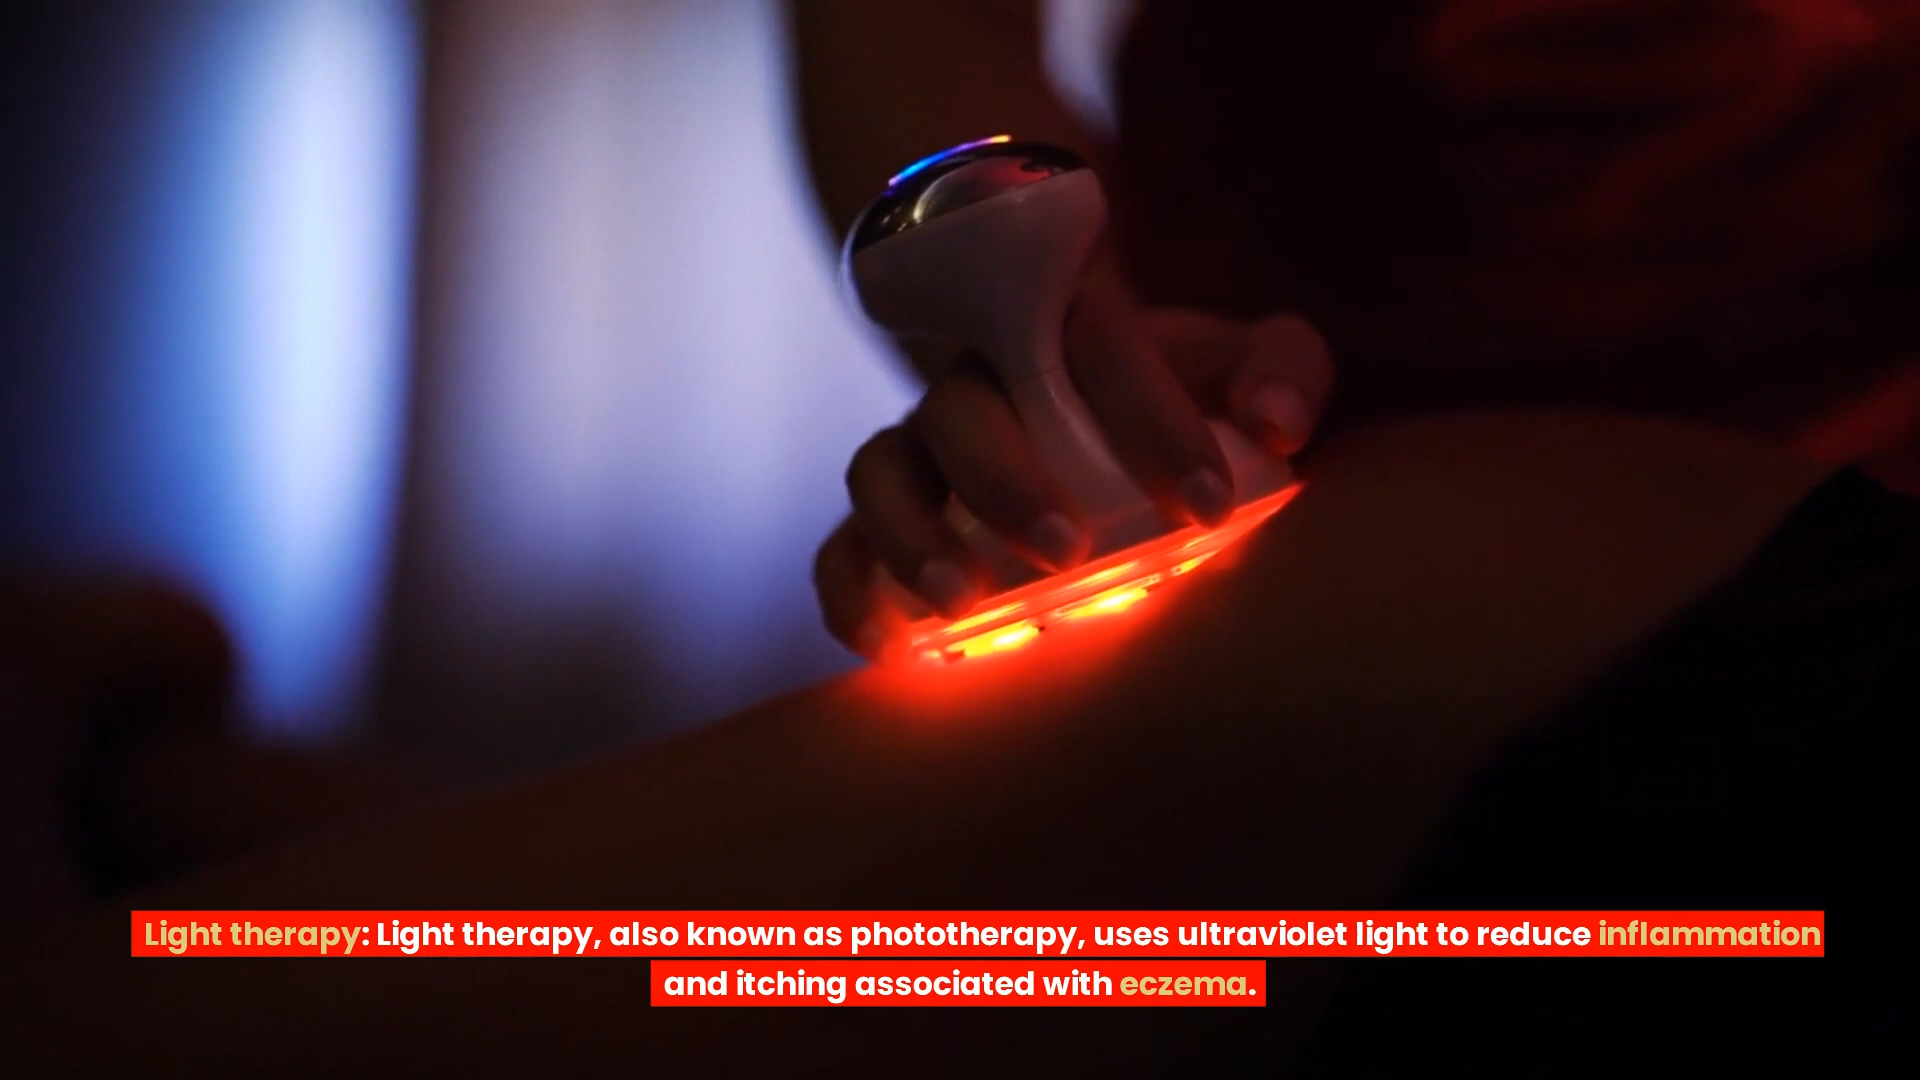 Light therapy: Light therapy, also known as phototherapy, uses ultraviolet light to reduce inflammation
and itching associated with eczema.